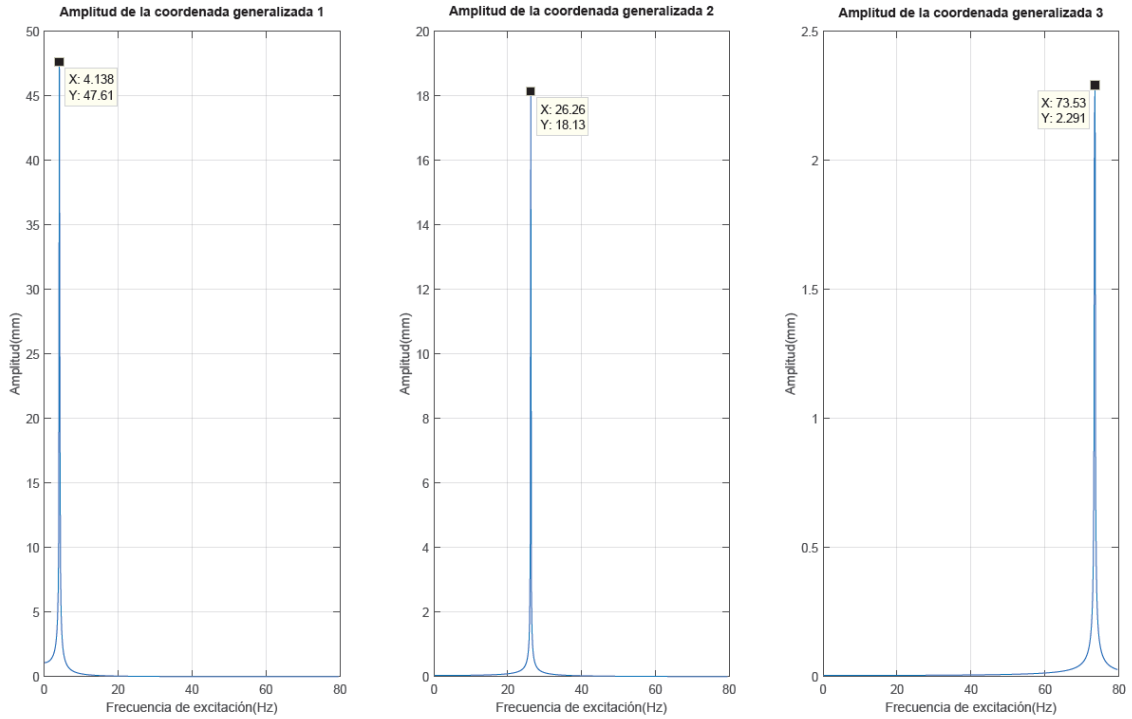 Amplitud de la coordenada generalizada 1
50
45
40
35
30
25
20
15
10
5
0
Amplitud(mm)
X: 4.138
Y: 47.61
0 20 40 60 80
Frecuencia de excitación(Hz)
Amplitud de la coordenada generalizada 2
20
18
16
14
12
10
8
6
4
2
0
Amplitud(mm)
X: 26.26
Y: 18.13
0 20 40 60 80
Frecuencia de excitación(Hz)
Amplitud de la coordenada generalizada 3
2.5
2
1.5
1
0.5
0
Amplitud(mm)
X: 73.53
Y: 2.291
0 20 40 60 80
Frecuencia de excitación(Hz)